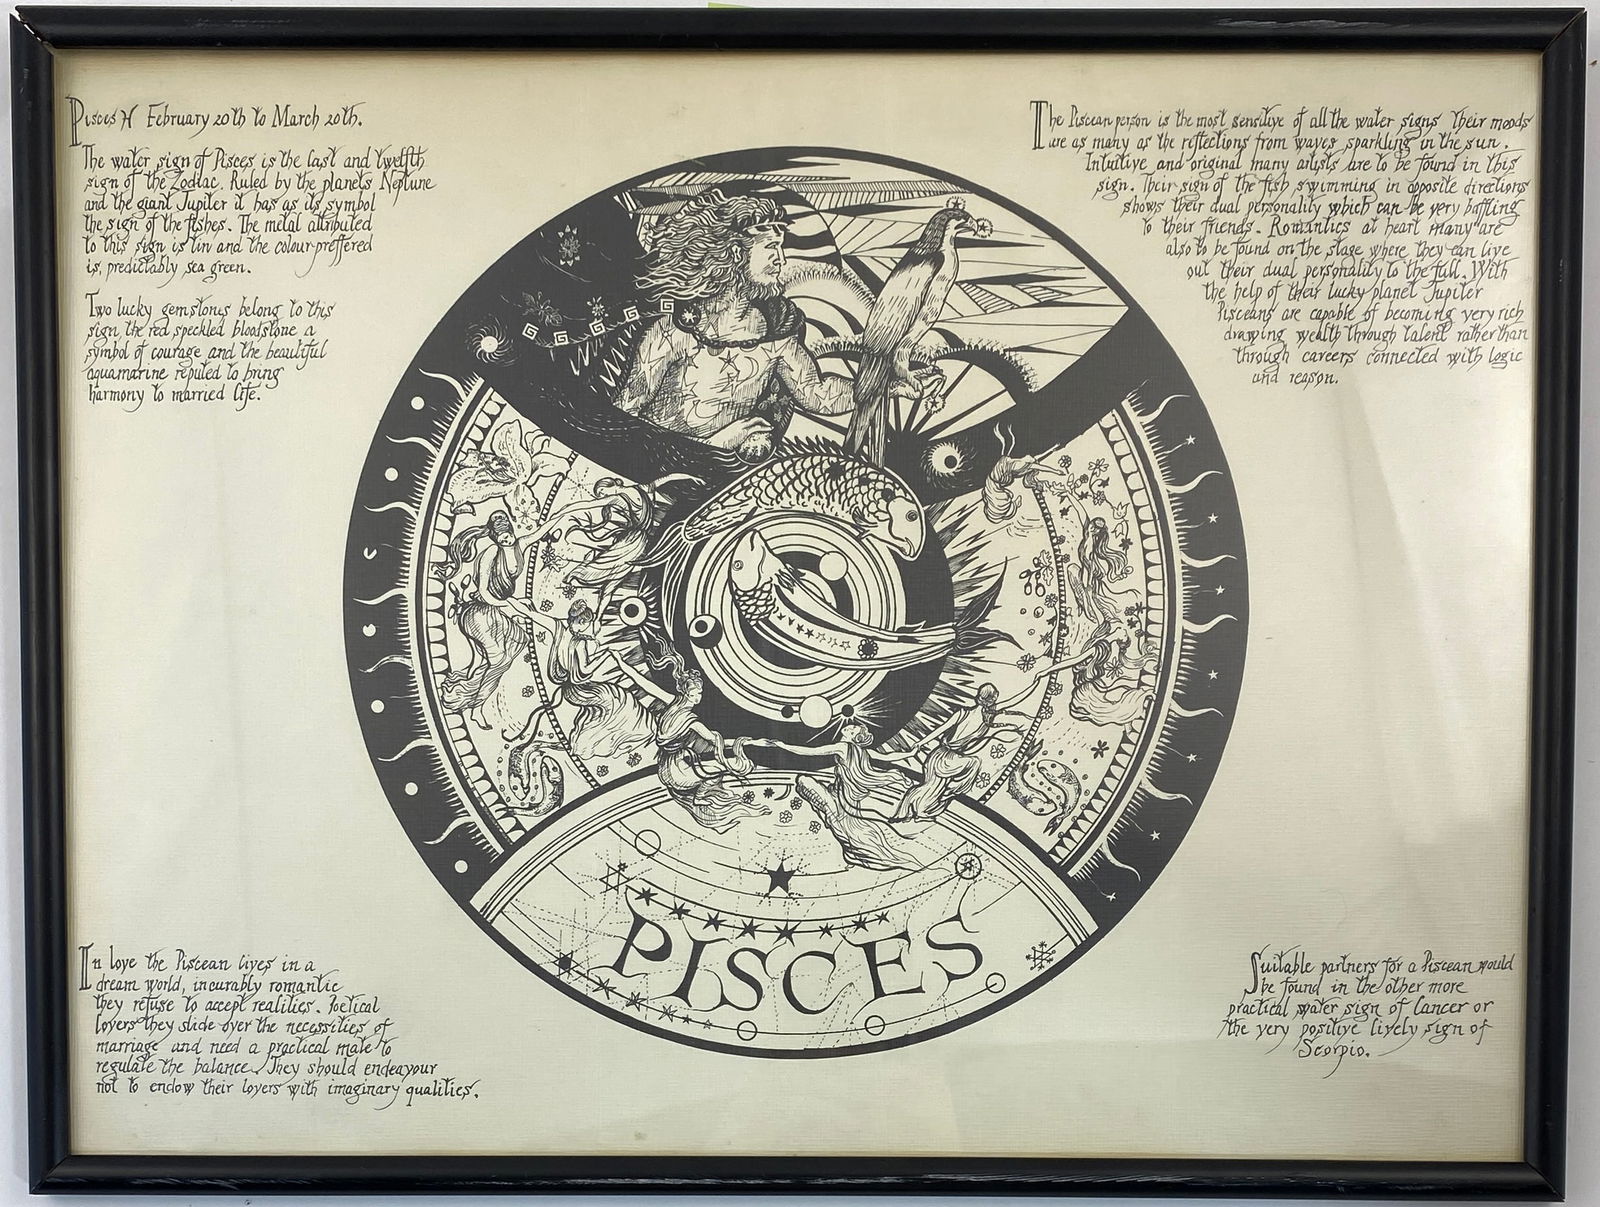 Pisces ♓ February 20th to March 20th.
The water sign of Pisces is the last and twelfth
sign of the Zodiac. Ruled by the planets Neptune
and the giant Jupiter it has as its symbol
the sign of the fishes. The metal attributed
to this sign is tin and the colour preffered
is, predictably sea green.
Two lucky gemstones belong to this
sign the red speckled bloodstone a
symbol of courage and the beautiful
aquamarine reputed to bring
harmony to married life.
The Piscean person is the most sensitive of all the water signs Their moods
are as many as the reflections from waves sparkling in the sun.
Intuitive and original many artists are to be found in this
sign. Their sign of the fish swimming in opposite directions
shows their dual personality which can be very baffling
to their friends. Romantics at heart many are
also to be found on the stage where they can live
out their dual personality to the full. With
the help of their lucky planet Jupiter
Pisceans are capable of becoming very rich
drawing wealth through talent rather than
through careers connected with logic
and reason.
PISCES
In love the Piscean lives in a
dream world, incurably romantic
they refuse to accept realities. Poetical
lovers they slide over the necessities of
marriage and need a practical mate to
regulate the balance. They should endeavour
not to endow their lovers with imaginary qualities.
Suitable partners for a Piscean would
be found in the other more
practical water sign of Cancer or
the very positive lively sign of
Scorpio.